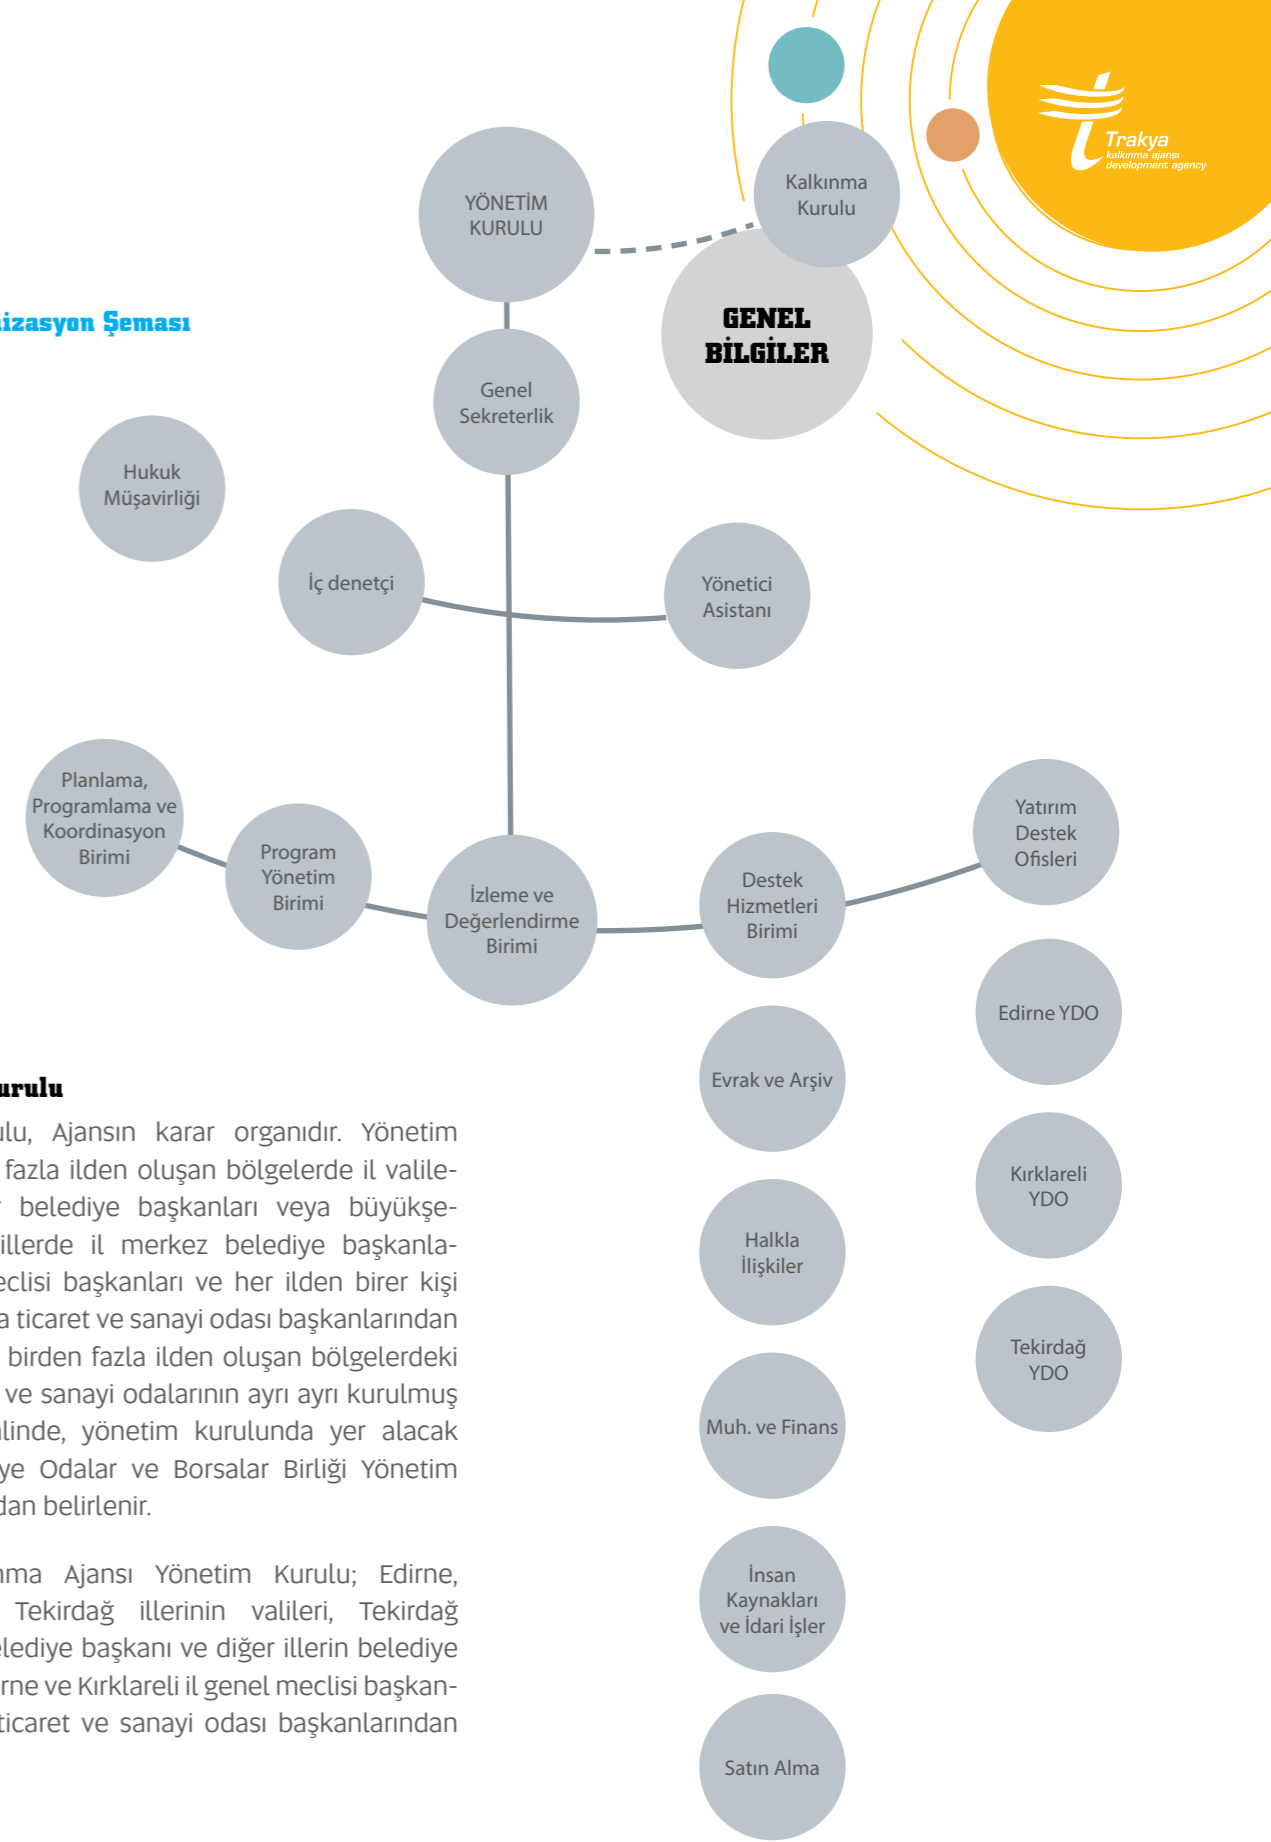 Trakya
kalkınma ajansı
development agency
YÖNETİM
KURULU
Kalkınma
Kurulu
GENEL
BİLGİLER
nizasyon Şeması
Genel
Sekreterlik
Hukuk
Müşavirliği
İç denetçi
Yönetici
Asistanı
Planlama,
Programlama ve
Koordinasyon
Birimi
Program
Yönetim
Birimi
İzleme ve
Değerlendirme
Birimi
Destek
Hizmetleri
Birimi
Yatırım
Destek
Ofisleri
Evrak ve Arşiv
Halkla
İlişkiler
Muh. ve Finans
İnsan
Kaynakları
ve İdari İşler
Satın Alma
Edirne YDO
Kırklareli
YDO
Tekirdağ
YDO
urulu
ulu, Ajansın karar organıdır. Yönetim
fazla ilden oluşan bölgelerde il valile-
belediye başkanları veya büyükşe-
illerde il merkez belediye başkanla-
eclisi başkanları ve her ilden birer kişi
a ticaret ve sanayi odası başkanlarından
birden fazla ilden oluşan bölgelerdeki
ve sanayi odalarının ayrı ayrı kurulmuş
alinde, yönetim kurulunda yer alacak
iye Odalar ve Borsalar Birliği Yönetim
dan belirlenir.
nma Ajansı Yönetim Kurulu; Edirne,
Tekirdağ illerinin valileri, Tekirdağ
elediye başkanı ve diğer illerin belediye
rne ve Kırklareli il genel meclisi başkan-
ticaret ve sanayi odası başkanlarından